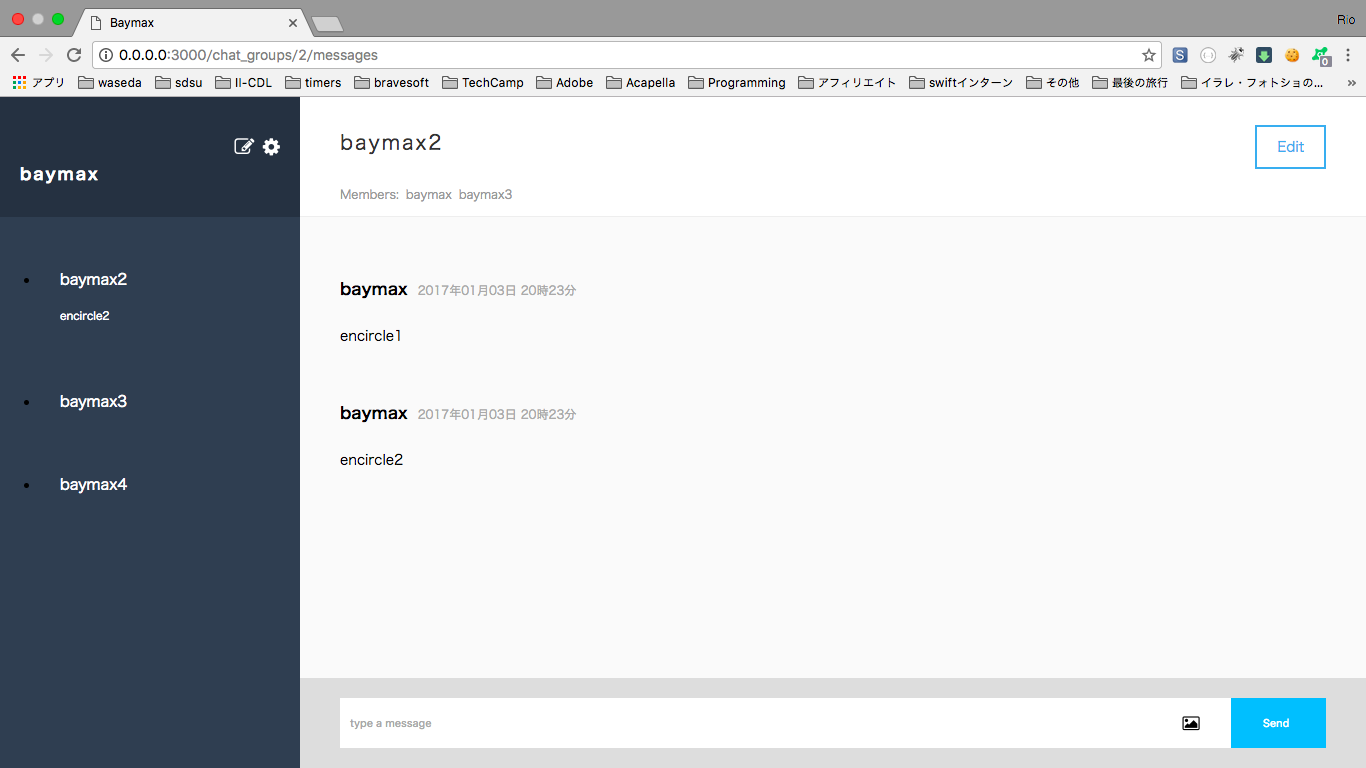 Baymax
Rio
0.0.0.0:3000/chat_groups/2/messages
アプリ waseda sdsu II-CDL timers bravesoft TechCamp Adobe Acapella Programming アフィリエイト swiftインターン その他 最後の旅行 イラレ・フォトショの... »
baymax
baymax2
encircle2
baymax3
baymax4
baymax2
Edit
Members: baymax baymax3
baymax 2017年01月03日 20時23分
encircle1
baymax 2017年01月03日 20時23分
encircle2
type a message
Send
S
0